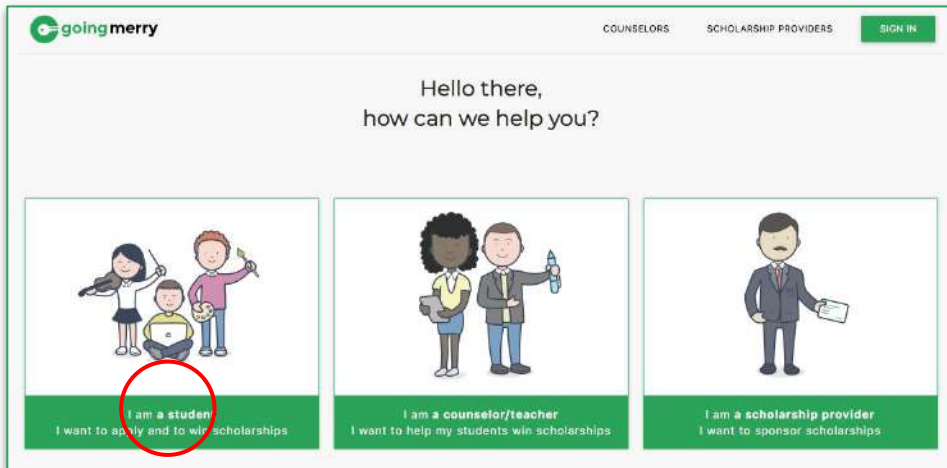 goingmerry
COUNSELORS
SCHOLARSHIP PROVIDERS
SIGN IN
Hello there,
how can we help you?
I am a student
I want to apply and to win scholarships
I am a counselor/teacher
I want to help my students win scholarships
I am a scholarship provider
I want to sponsor scholarships